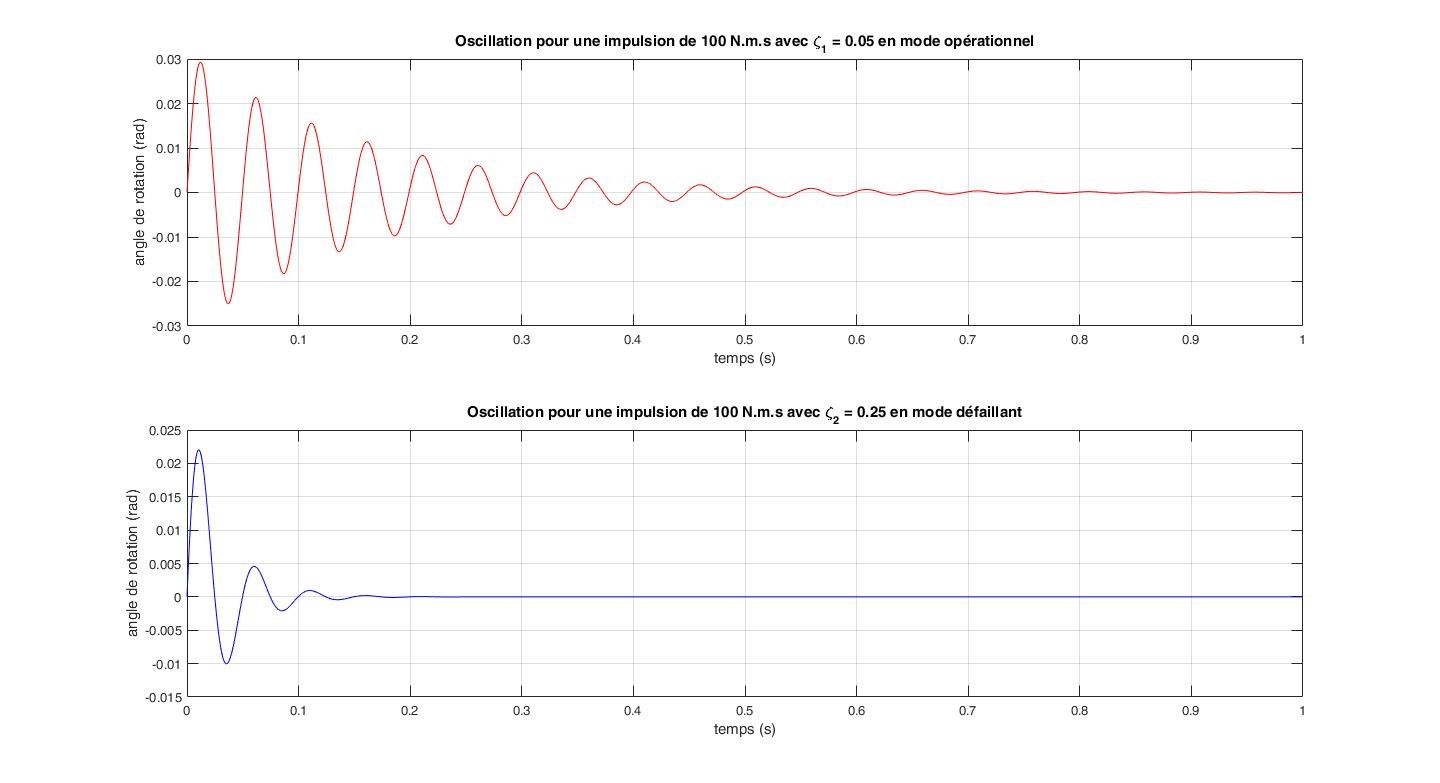 Oscillation pour une impulsion de 100 N.m.s avec ζ1 = 0.05 en mode opérationnel
0.03
0.02
0.01
0
-0.01
-0.02
-0.03
angle de rotation (rad)
0 0.1 0.2 0.3 0.4 0.5 0.6 0.7 0.8 0.9 1
temps (s)
Oscillation pour une impulsion de 100 N.m.s avec ζ2 = 0.25 en mode défaillant
0.025
0.02
0.015
0.01
0.005
0
-0.005
-0.01
-0.015
angle de rotation (rad)
0 0.1 0.2 0.3 0.4 0.5 0.6 0.7 0.8 0.9 1
temps (s)